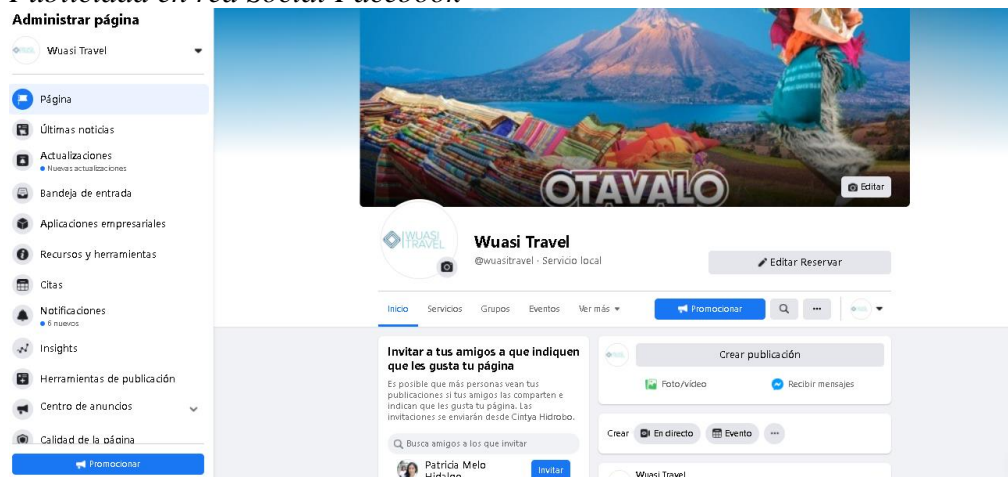 Publicidad en red social Facebook
Administrar página
Wuasi Travel
Página
Últimas noticias
Actualizaciones
Nuevas actualizaciones
Bandeja de entrada
Aplicaciones empresariales
Recursos y herramientas
Citas
Notificaciones
6 nuevos
Insights
Herramientas de publicación
Centro de anuncios
Calidad de la página
Promocionar
OTAVALO
Editar
WUASI
TRAVEL
Wuasi Travel
@wuasitravel · Servicio local
Editar Reservar
Inicio Servicios Grupos Eventos Ver más
Promocionar
Invitar a tus amigos a que indiquen
que les gusta tu página
Es posible que más personas vean tus
publicaciones si tus amigos las comparten e
indican que les gusta tu página. Las
invitaciones se enviarán desde Cintya Hidrobo.
Busca amigos a los que invitar
Patricia Melo
Hidalgo
Invitar
Crear publicación
Foto/vídeo Recibir mensajes
Crear En directo Evento
Wuasi Travel